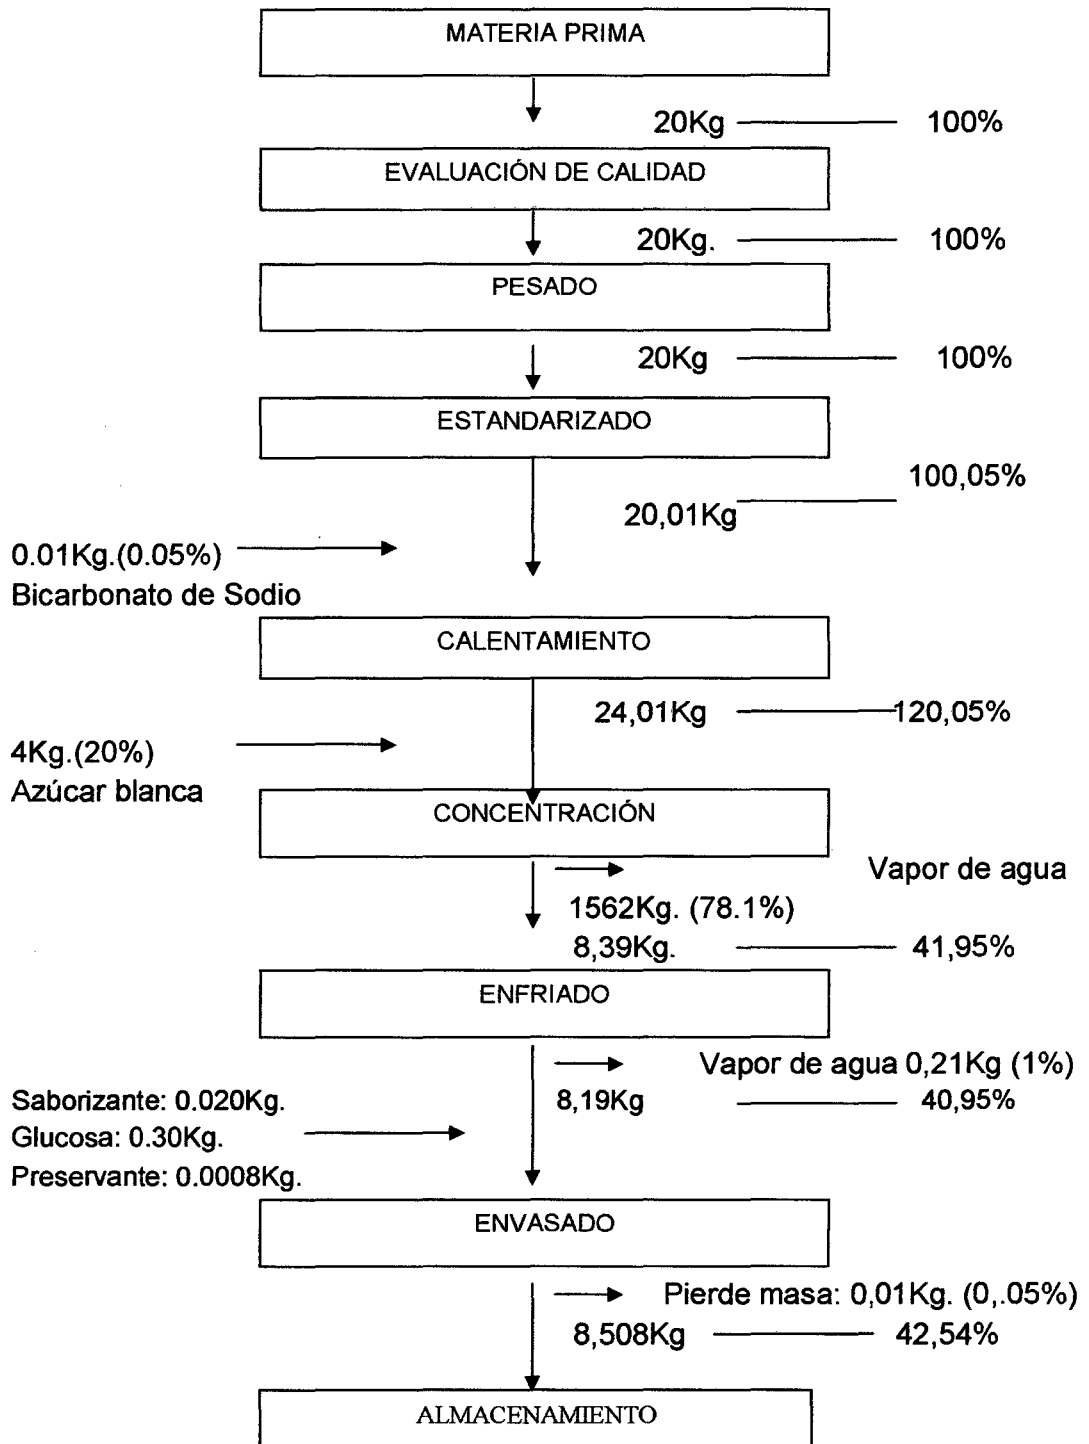 MATERIA PRIMA
20Kg 100%
EVALUACIÓN DE CALIDAD
20Kg. 100%
PESADO
20Kg 100%
ESTANDARIZADO
100,05%
20,01Kg
0.01Kg.(0.05%)
Bicarbonato de Sodio
CALENTAMIENTO
24,01Kg 120,05%
4Kg.(20%)
Azúcar blanca
CONCENTRACIÓN
Vapor de agua
1562Kg. (78.1%)
8,39Kg. 41,95%
ENFRIADO
Vapor de agua 0,21Kg (1%)
Saborizante: 0.020Kg. 8,19Kg 40,95%
Glucosa: 0.30Kg.
Preservante: 0.0008Kg.
ENVASADO
Pierde masa: 0,01Kg. (0,.05%)
8,508Kg 42,54%
ALMACENAMIENTO